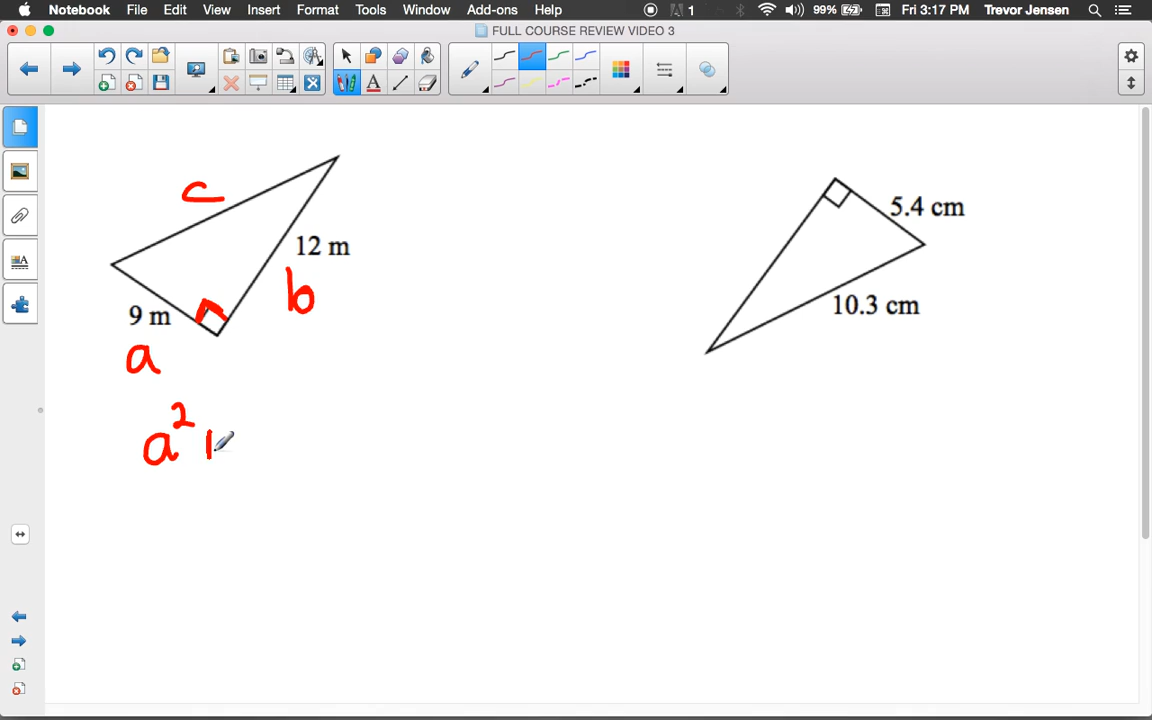 Notebook File Edit View Insert Format Tools Window Add-ons Help 1 99% Fri 3:17 PM Trevor Jensen
FULL COURSE REVIEW VIDEO 3
A
c
5.4 cm
12 m
b
10.3 cm
9 m
a
a²